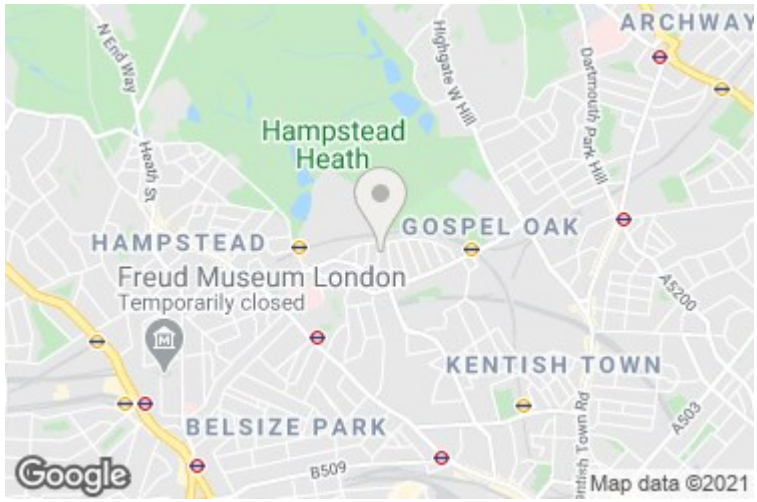 ARCHWAY
N End Way
Highgate W Hill
Dartmouth Park Hill
Hampstead
Heath
Heath St
GOSPEL OAK
HAMPSTEAD
Freud Museum London
Temporarily closed
M
A5200
KENTISH TOWN
BELSIZE PARK
Kentish Town Rd
A503
B509
Google
Map data ©2021